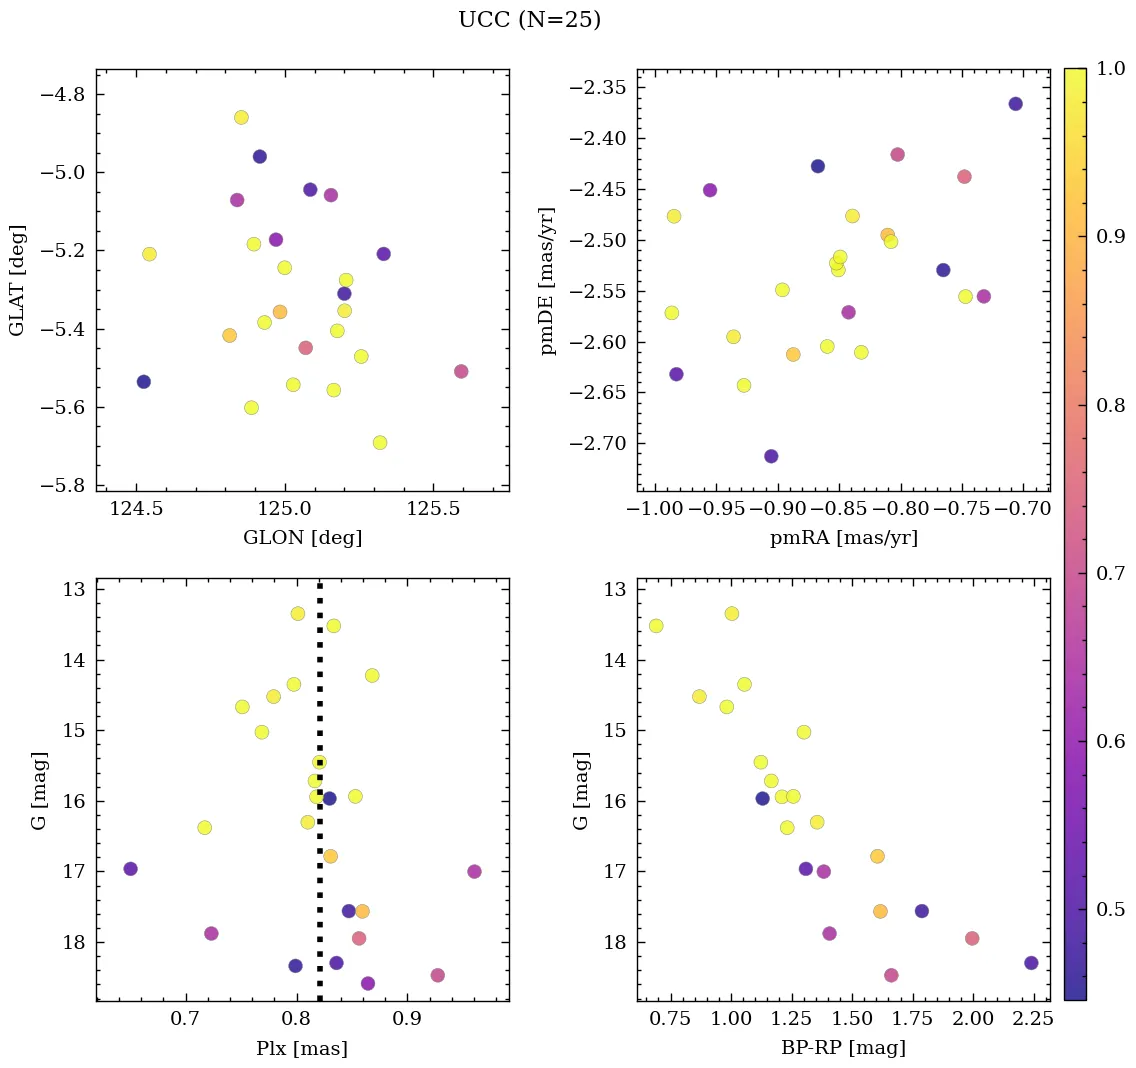 UCC (N=25)
−4.8
−5.0
−5.2
−5.4
−5.6
−5.8
GLAT [deg]
124.5 125.0 125.5
GLON [deg]
−2.35
−2.40
−2.45
−2.50
−2.55
−2.60
−2.65
−2.70
pmDE [mas/yr]
−1.00 −0.95 −0.90 −0.85 −0.80 −0.75 −0.70
pmRA [mas/yr]
1.0
0.9
0.8
0.7
0.6
0.5
13
14
15
16
17
18
G [mag]
0.7 0.8 0.9
Plx [mas]
13
14
15
16
17
18
G [mag]
0.75 1.00 1.25 1.50 1.75 2.00 2.25
BP-RP [mag]